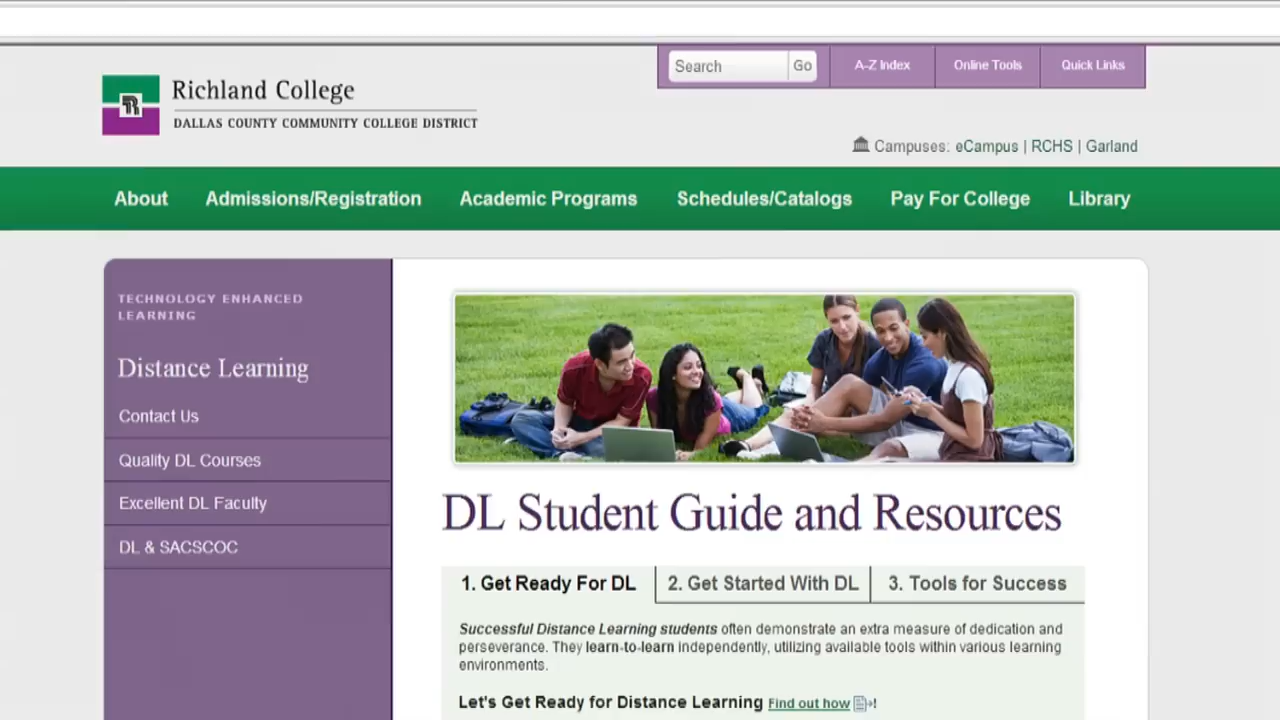 Search Go A-Z Index Online Tools Quick Links
Richland College
DALLAS COUNTY COMMUNITY COLLEGE DISTRICT
Campuses: eCampus | RCHS | Garland
About Admissions/Registration Academic Programs Schedules/Catalogs Pay For College Library
TECHNOLOGY ENHANCED
LEARNING
Distance Learning
Contact Us
Quality DL Courses
Excellent DL Faculty
DL & SACSCOC
DL Student Guide and Resources
1. Get Ready For DL 2. Get Started With DL 3. Tools for Success
Successful Distance Learning students often demonstrate an extra measure of dedication and
perseverance. They learn-to-learn independently, utilizing available tools within various learning
environments.
Let's Get Ready for Distance Learning Find out how !